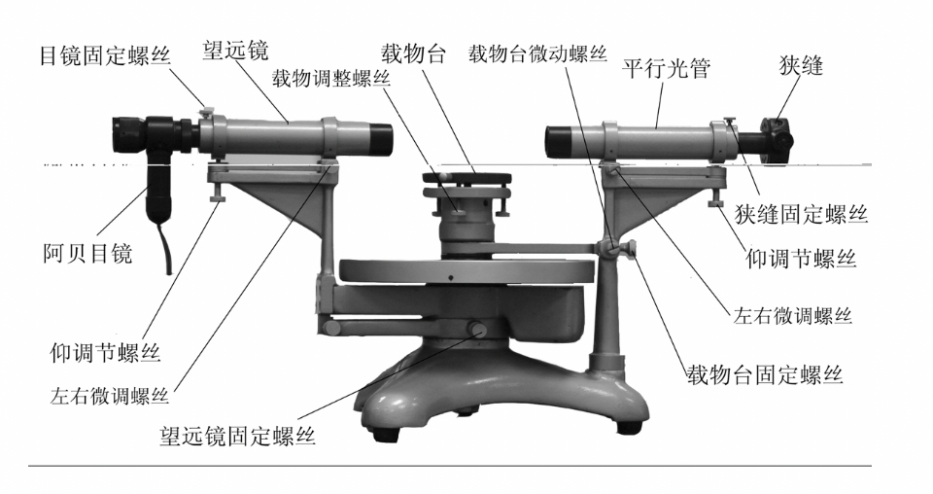 目镜固定螺丝
望远镜
载物调整螺丝
载物台
载物台微动螺丝
平行光管
狭缝
阿贝目镜
狭缝固定螺丝
仰调节螺丝
左右微调螺丝
仰调节螺丝
载物台固定螺丝
左右微调螺丝
望远镜固定螺丝